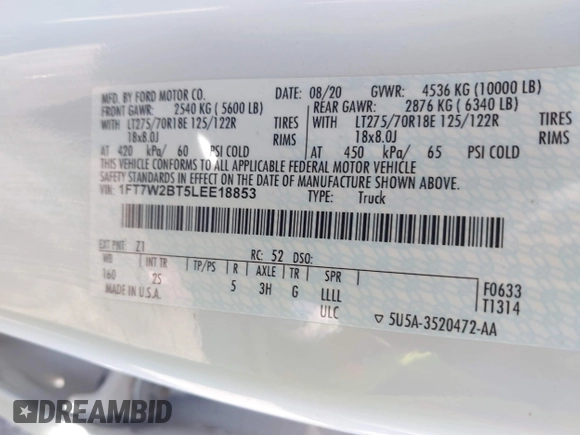 MFD. BY FORD MOTOR CO.
DATE: 08/20 GVWR: 4536 KG (10000 LB)
FRONT GAWR: 2540 KG ( 5600 LB) REAR GAWR: 2876 KG ( 6340 LB)
WITH LT275/70R18E 125/122R TIRES WITH LT275/70R18E 125/122R TIRES
18x8.0J RIMS 18x8.0J RIMS
AT 420 kPa/ 60 PSI COLD AT 450 kPa/ 65 PSI COLD
THIS VEHICLE CONFORMS TO ALL APPLICABLE FEDERAL MOTOR VEHICLE
SAFETY STANDARDS IN EFFECT ON THE DATE OF MANUFACTURE SHOWN ABOVE.
VIN: 1FT7W2BT5LEE18853 TYPE: Truck
EXT PNT: Z1 RC: 52 DSO:
WB INT TR TP/PS R AXLE TR SPR
160 2S 5 3H G LLLL
ULC
F0633
T1314
MADE IN U.S.A.
5U5A-3520472-AA
DREAMBID